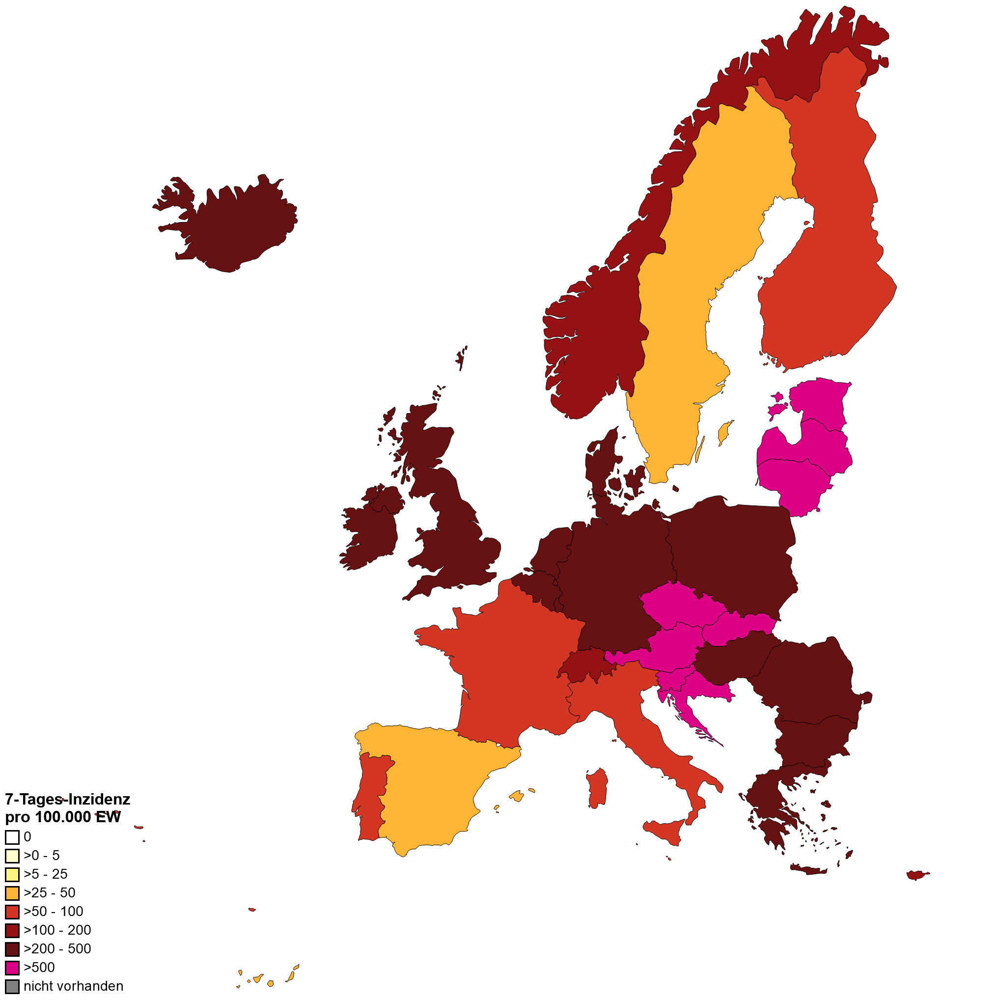 7-Tages-Inzidenz
pro 100.000 EW
0
>0 - 5
>5 - 25
>25 - 50
>50 - 100
>100 - 200
>200 - 500
>500
nicht vorhanden